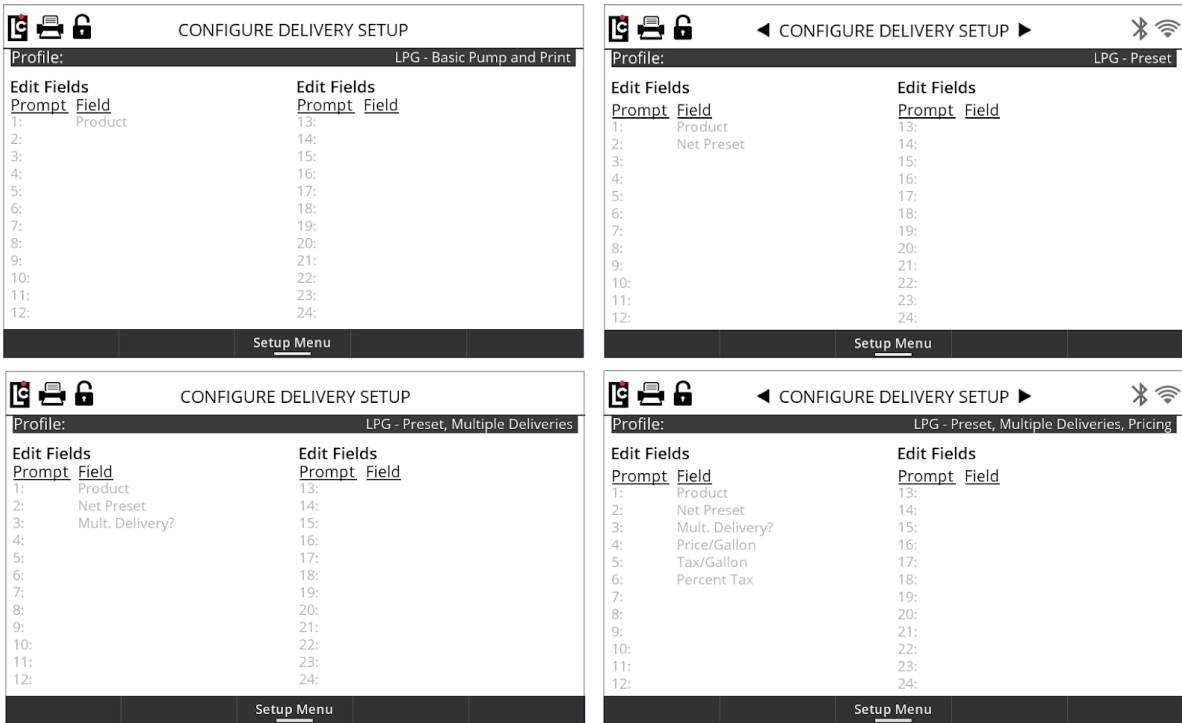 LC CONFIGURE DELIVERY SETUP
Profile: LPG - Basic Pump and Print
Edit Fields Edit Fields
Prompt Field Prompt Field
1: Product 13:
2: 14:
3: 15:
4: 16:
5: 17:
6: 18:
7: 19:
8: 20:
9: 21:
10: 22:
11: 23:
12: 24:
Setup Menu
LC ◀ CONFIGURE DELIVERY SETUP ▶
Profile: LPG - Preset
Edit Fields Edit Fields
Prompt Field Prompt Field
1: Product 13:
2: Net Preset 14:
3: 15:
4: 16:
5: 17:
6: 18:
7: 19:
8: 20:
9: 21:
10: 22:
11: 23:
12: 24:
Setup Menu
LC CONFIGURE DELIVERY SETUP
Profile: LPG - Preset, Multiple Deliveries
Edit Fields Edit Fields
Prompt Field Prompt Field
1: Product 13:
2: Net Preset 14:
3: Mult. Delivery? 15:
4: 16:
5: 17:
6: 18:
7: 19:
8: 20:
9: 21:
10: 22:
11: 23:
12: 24:
Setup Menu
LC ◀ CONFIGURE DELIVERY SETUP ▶
Profile: LPG - Preset, Multiple Deliveries, Pricing
Edit Fields Edit Fields
Prompt Field Prompt Field
1: Product 13:
2: Net Preset 14:
3: Mult. Delivery? 15:
4: Price/Gallon 16:
5: Tax/Gallon 17:
6: Percent Tax 18:
7: 19:
8: 20:
9: 21:
10: 22:
11: 23:
12: 24:
Setup Menu